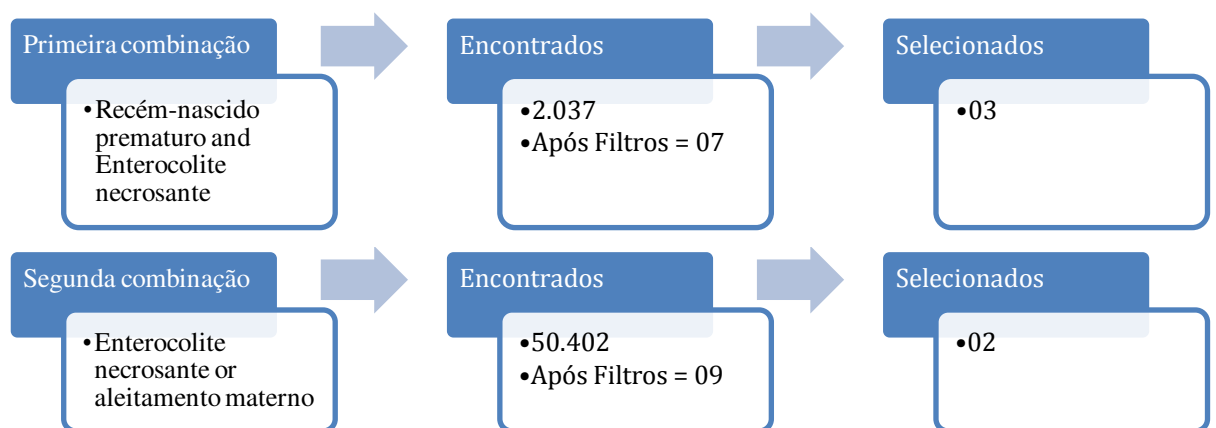 Primeira combinação
•Recém-nascido
prematuro and
Enterocolite
necrosante
Encontrados
•2.037
•Após Filtros = 07
Selecionados
•03
Segunda combinação
•Enterocolite
necrosante or
aleitamento materno
Encontrados
•50.402
•Após Filtros = 09
Selecionados
•02